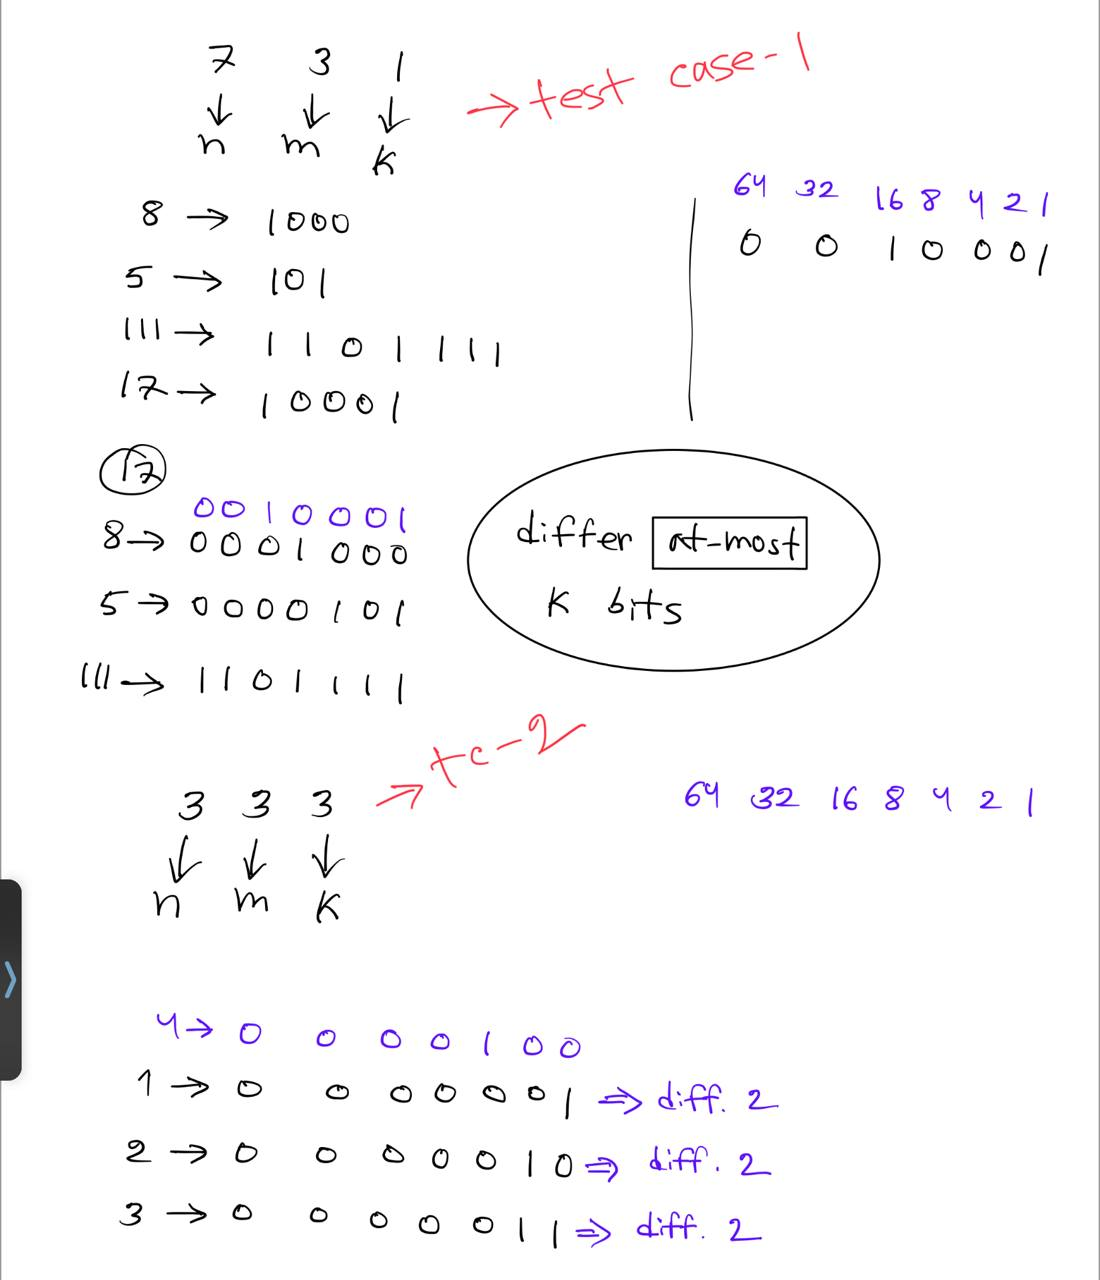 7 3 1
↓ ↓ ↓
n m k
→ test case-1
8 → 1000
5 → 101
111 → 1101111
17 → 10001
64 32 16 8 4 2 1
0 0 1 0 0 0 1
17
0010001
8→ 0001000
5→ 0000101
111→ 1101111
differ at-most
k bits
3 3 3
↓ ↓ ↓
n m k
→ tc-2
64 32 16 8 4 2 1
4→ 0 0 0 0 1 0 0
1→ 0 0 0 0 0 0 1 ⇒ diff. 2
2→ 0 0 0 0 0 1 0 ⇒ diff. 2
3→ 0 0 0 0 0 1 1 ⇒ diff. 2